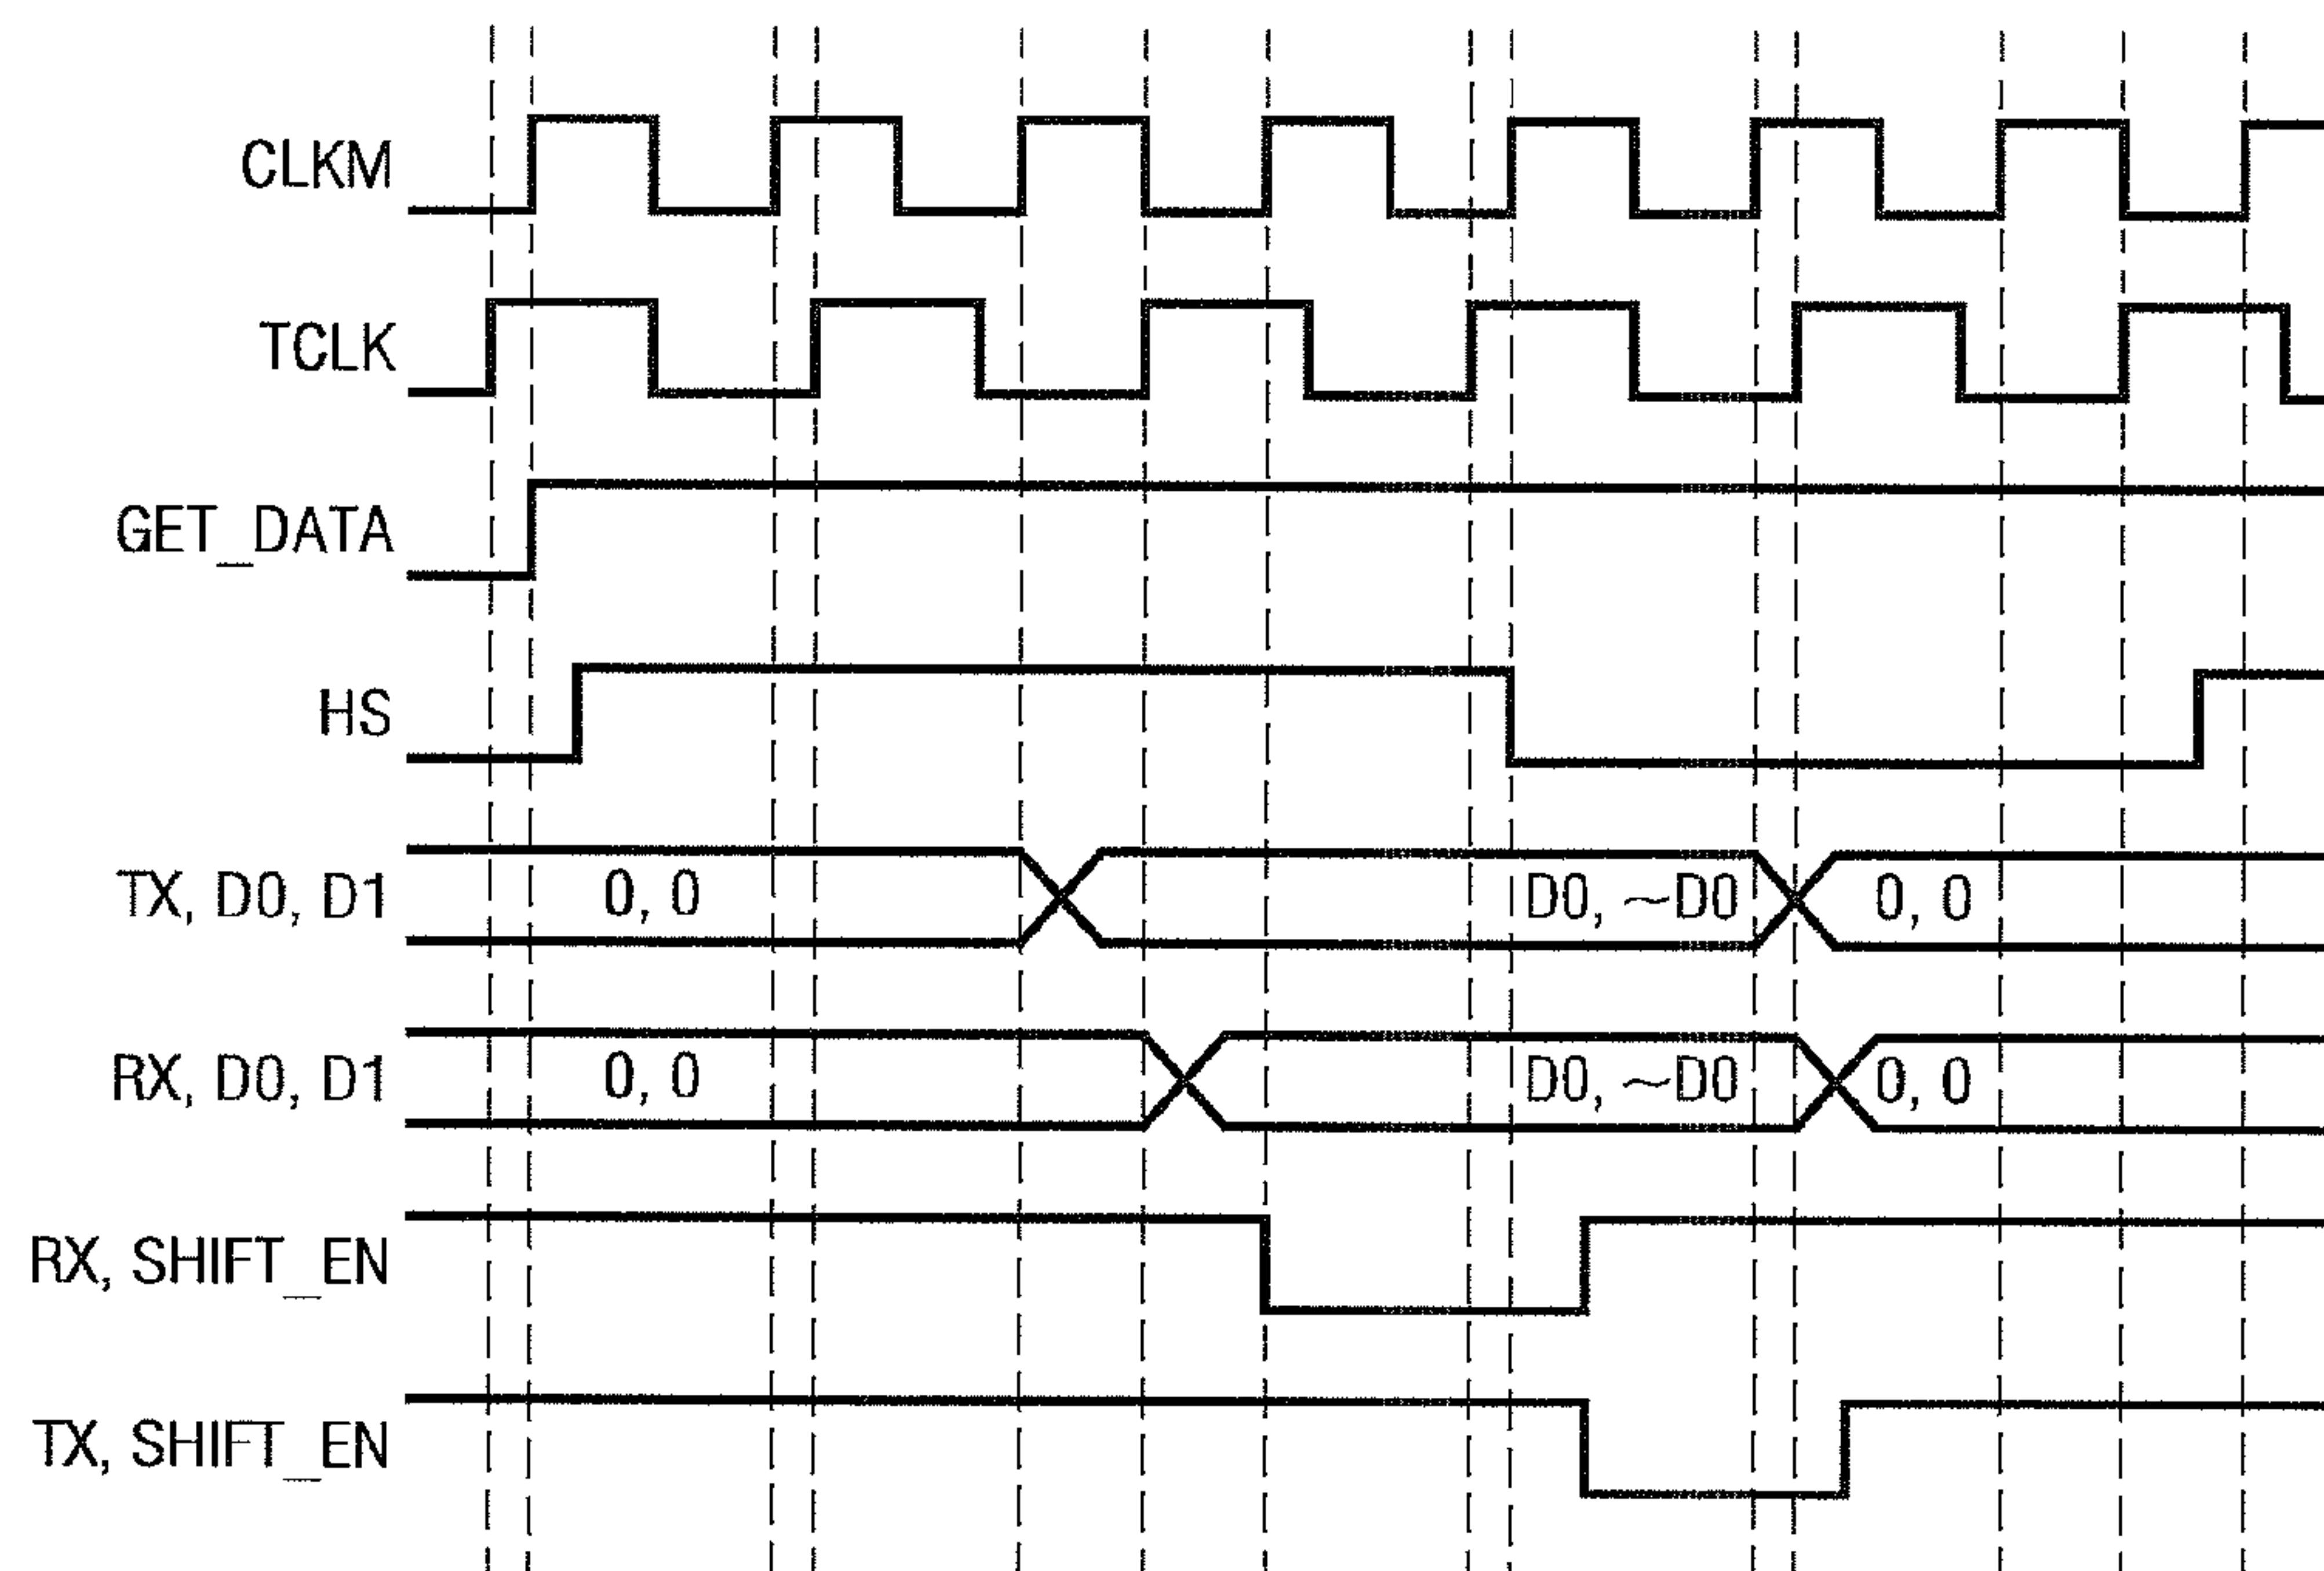 CLKM
TCLK
GET_DATA
HS
TX, D0, D1 0, 0 D0, ~D0 0, 0
RX, D0, D1 0, 0 D0, ~D0 0, 0
RX, SHIFT_EN
TX, SHIFT_EN